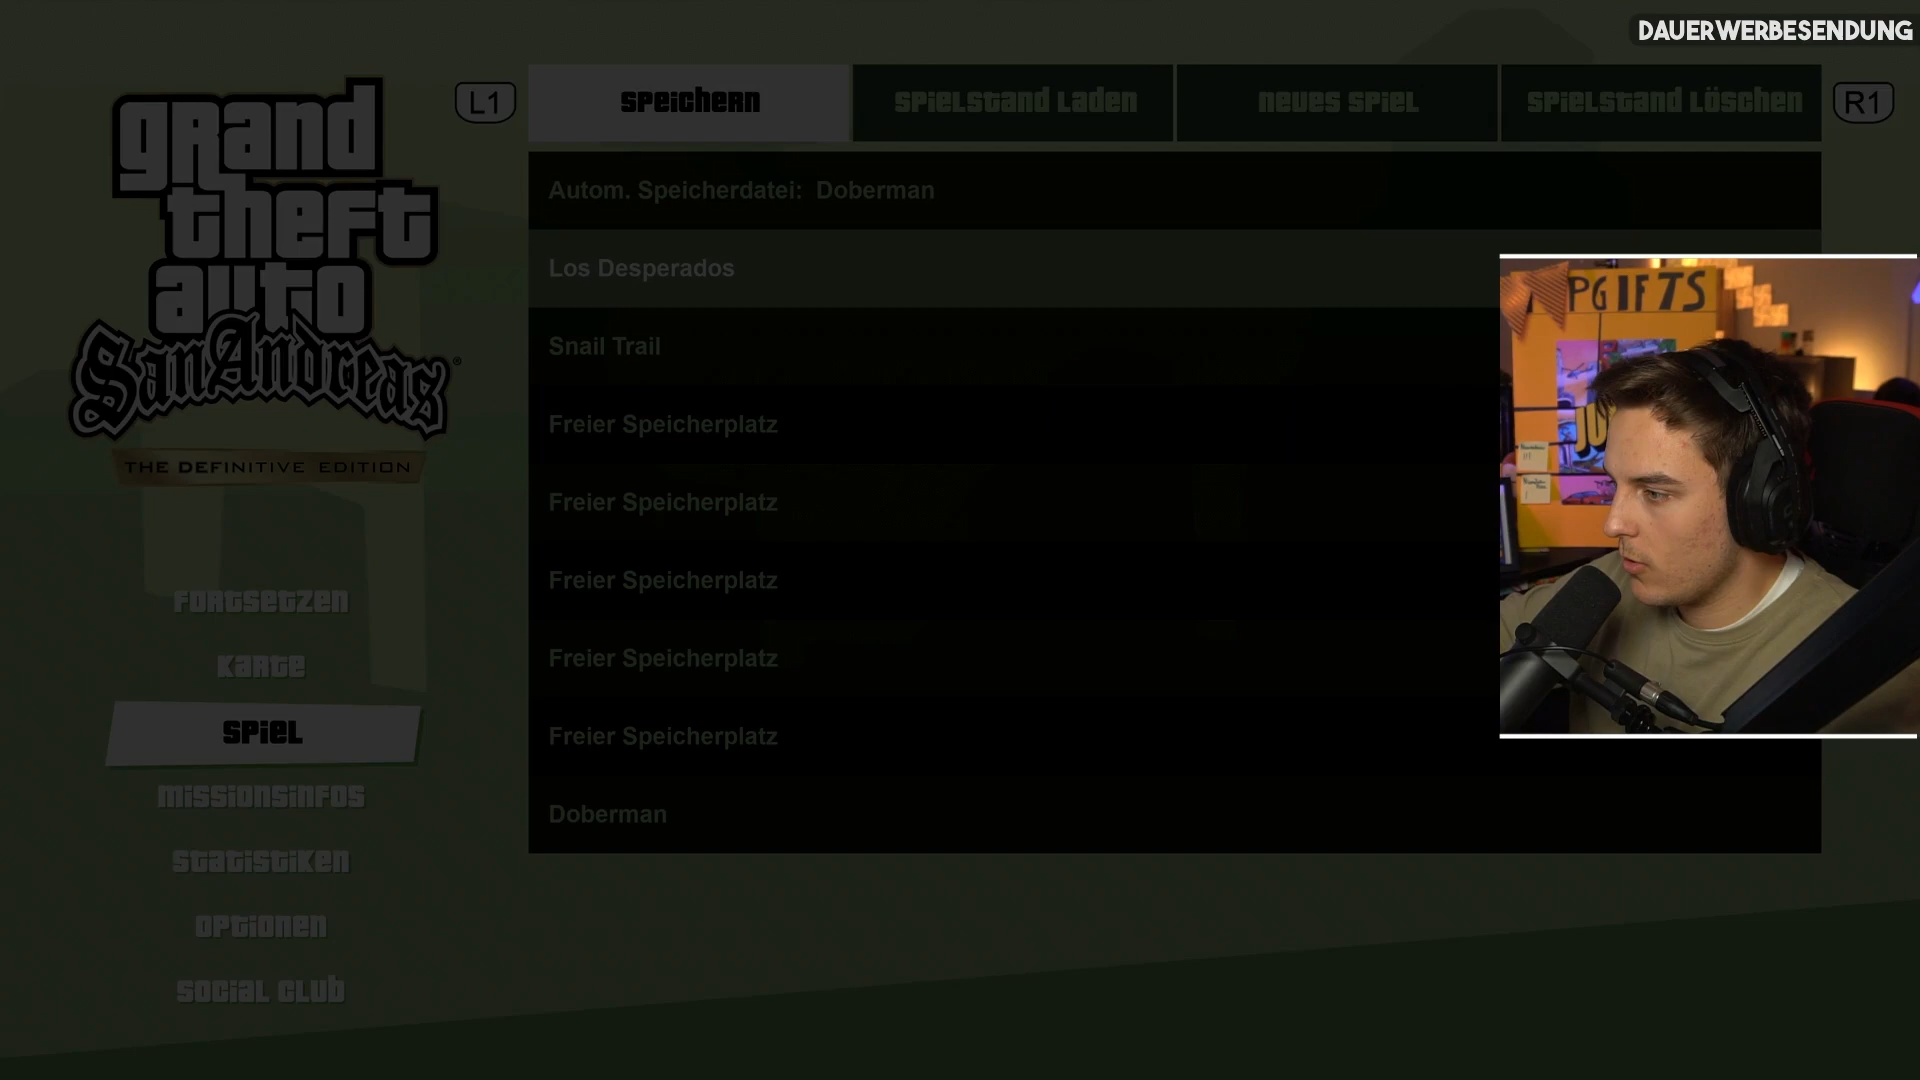 DAUERWERBESENDUNG
L1
speichern
spielstand laden
neues spiel
spielstand löschen
R1
grand
theft
auto
San Andreas
THE DEFINITIVE EDITION
Autom. Speicherdatei: Doberman
Los Desperados
Snail Trail
Freier Speicherplatz
Freier Speicherplatz
Freier Speicherplatz
Freier Speicherplatz
Freier Speicherplatz
Doberman
fortsetzen
karte
spiel
missionsinfos
statistiken
optionen
social club
PGIFTS